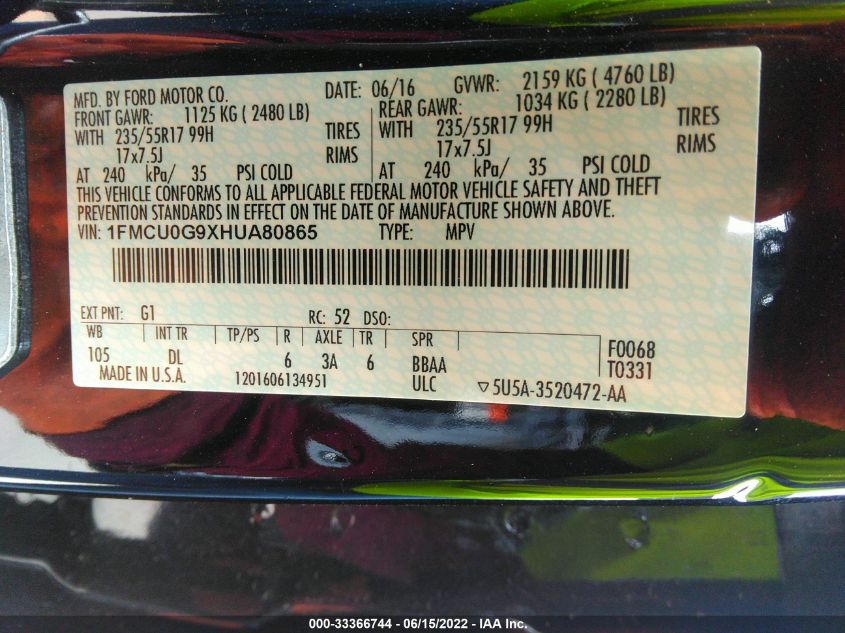 MFD. BY FORD MOTOR CO. DATE: 06/16 GVWR: 2159 KG ( 4760 LB)
FRONT GAWR: 1125 KG ( 2480 LB) REAR GAWR: 1034 KG ( 2280 LB)
WITH 235/55R17 99H TIRES WITH 235/55R17 99H TIRES
17x7.5J RIMS 17x7.5J RIMS
AT 240 kPa/ 35 PSI COLD AT 240 kPa/ 35 PSI COLD
THIS VEHICLE CONFORMS TO ALL APPLICABLE FEDERAL MOTOR VEHICLE SAFETY AND THEFT
PREVENTION STANDARDS IN EFFECT ON THE DATE OF MANUFACTURE SHOWN ABOVE.
VIN: 1FMCU0G9XHUA80865 TYPE: MPV
EXT PNT: G1 RC: 52 DSO:
WB INT TR TP/PS R AXLE TR SPR
105 DL 6 3A 6 BBAA F0068
MADE IN U.S.A. 1201606134951 ULC T0331
▽5U5A-3520472-AA
000-33366744 - 06/15/2022 - IAA Inc.